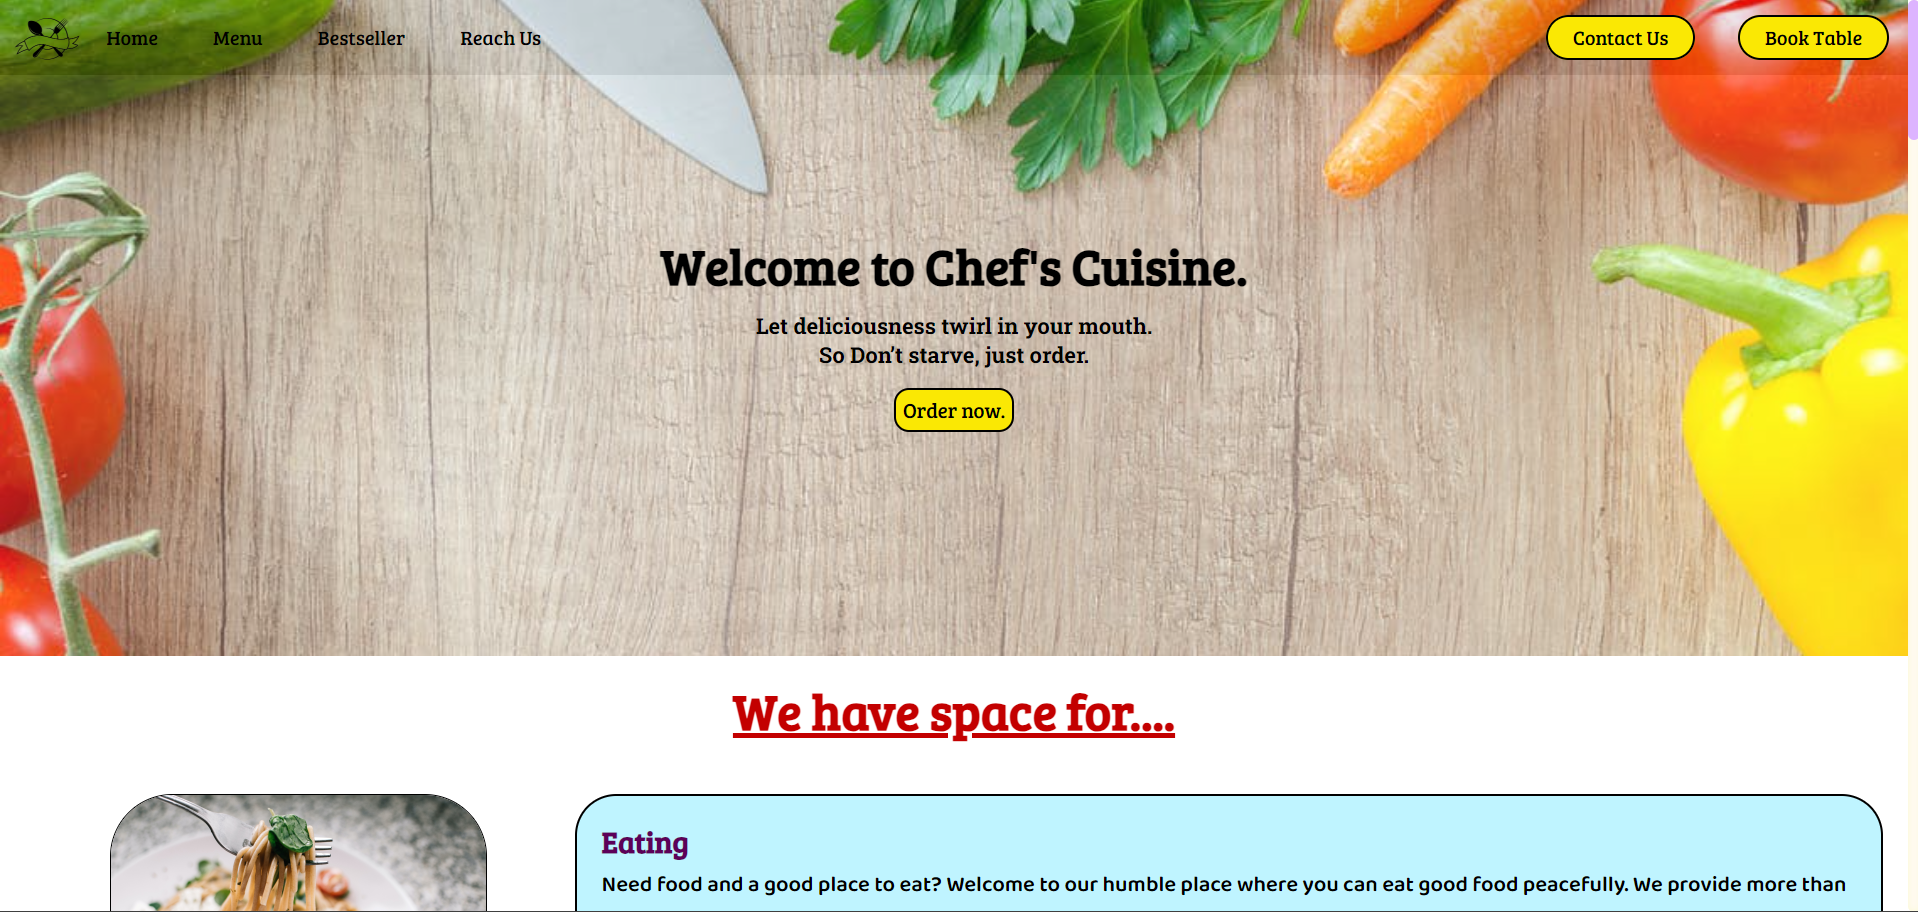 Home Menu Bestseller Reach Us Contact Us Book Table
Welcome to Chef's Cuisine.
Let deliciousness twirl in your mouth.
So Don't starve, just order.
Order now.
We have space for....
Eating
Need food and a good place to eat? Welcome to our humble place where you can eat good food peacefully. We provide more than